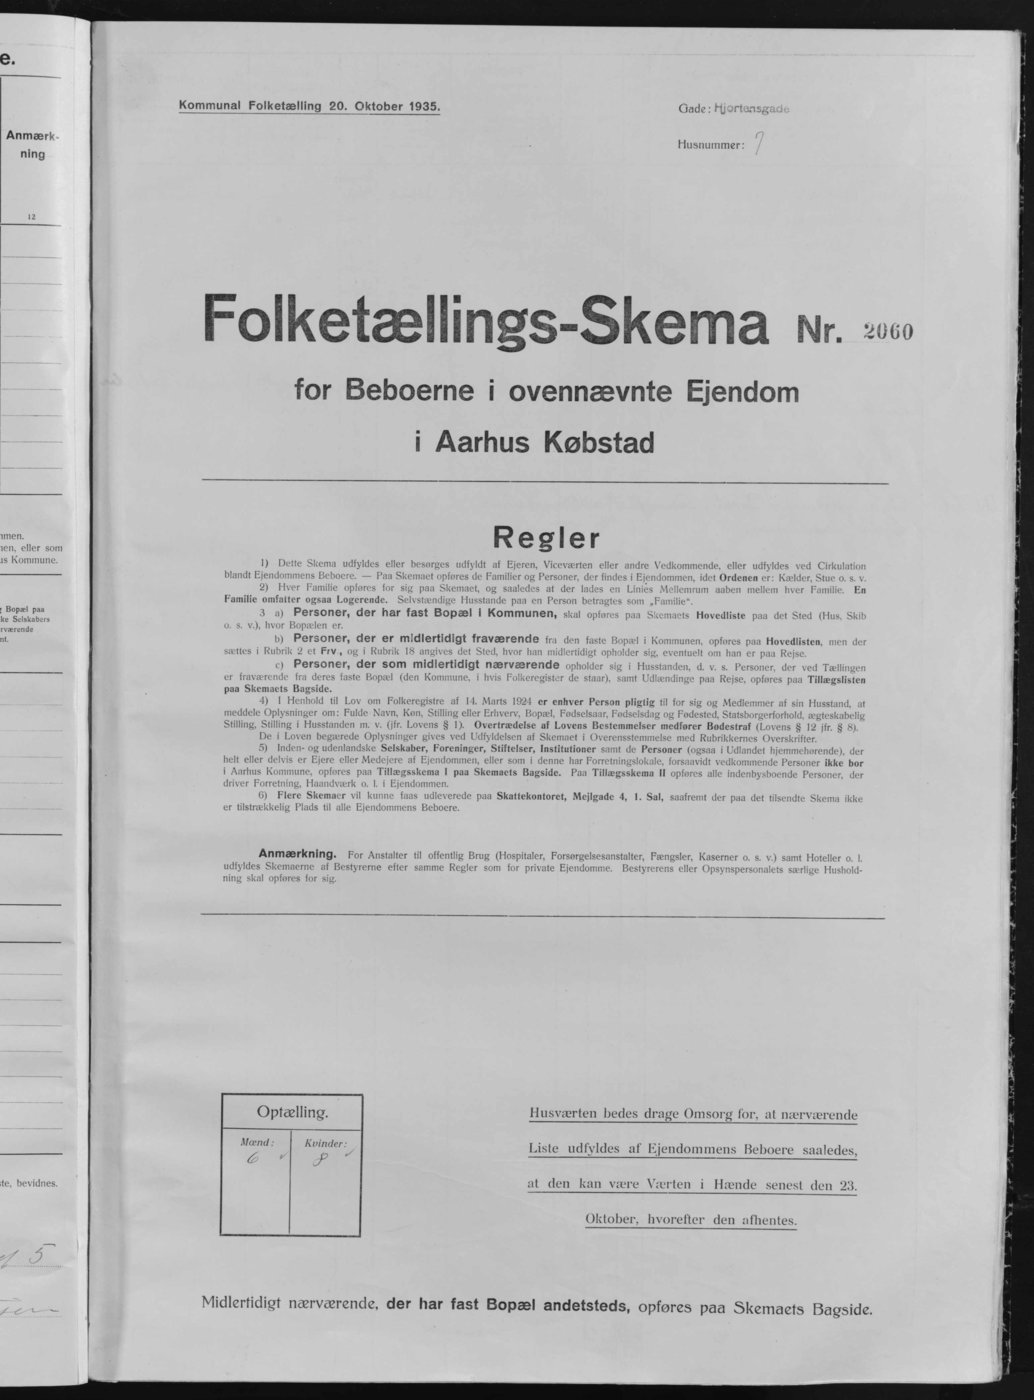 e.
Anmærk-
ning
12
nmen.
nen, eller som
us Kommune.
g Bopæl paa
ke Selskabers
rværende
nt.
te, bevidnes.
5
Kommunal Folketælling 20. Oktober 1935.
Gade: Hjortensgade
Husnummer: 7
Folketællings-Skema Nr. 2060
for Beboerne i ovennævnte Ejendom
i Aarhus Købstad
Regler
1) Dette Skema udfyldes eller besørges udfyldt af Ejeren, Viceværten eller andre Vedkommende, eller udfyldes ved Cirkulation
blandt Ejendommens Beboere. — Paa Skemaet opføres de Familier og Personer, der findes i Ejendommen, idet Ordenen er: Kælder, Stue o. s. v.
2) Hver Familie opføres for sig paa Skemaet, og saaledes at der lades en Linies Mellemrum aaben mellem hver Familie. En
Familie omfatter ogsaa Logerende. Selvstændige Husstande paa en Person betragtes som „Familie".
3 a) Personer, der har fast Bopæl i Kommunen, skal opføres paa Skemaets Hovedliste paa det Sted (Hus, Skib
o. s. v.), hvor Bopælen er.
b) Personer, der er midlertidigt fraværende fra den faste Bopæl i Kommunen, opføres paa Hovedlisten, men der
sættes i Rubrik 2 et Frv., og i Rubrik 18 angives det Sted, hvor han midlertidigt opholder sig, eventuelt om han er paa Rejse.
c) Personer, der som midlertidigt nærværende opholder sig i Husstanden, d. v. s. Personer, der ved Tællingen
er fraværende fra deres faste Bopæl (den Kommune, i hvis Folkeregister de staar), samt Udlændinge paa Rejse, opføres paa Tillægslisten
paa Skemaets Bagside.
4) I Henhold til Lov om Folkeregistre af 14. Marts 1924 er enhver Person pligtig til for sig og Medlemmer af sin Husstand, at
meddele Oplysninger om: Fulde Navn, Køn, Stilling eller Erhverv, Bopæl, Fødselsaar, Fødselsdag og Fødested, Statsborgerforhold, ægteskabelig
Stilling, Stilling i Husstanden m. v. (jfr. Lovens § 1). Overtrædelse af Lovens Bestemmelser medfører Bødestraf (Lovens § 12 jfr. § 8).
De i Loven begærede Oplysninger gives ved Udfyldelsen af Skemaet i Overensstemmelse med Rubrikkernes Overskrifter.
5) Inden- og udenlandske Selskaber, Foreninger, Stiftelser, Institutioner samt de Personer (ogsaa i Udlandet hjemmehørende), der
helt eller delvis er Ejere eller Medejere af Ejendommen, eller som i denne har Forretningslokale, forsaavidt vedkommende Personer ikke bor
i Aarhus Kommune, opføres paa Tillægsskema I paa Skemaets Bagside. Paa Tillægsskema II opføres alle indenbysboende Personer, der
driver Forretning, Haandværk o. l. i Ejendommen.
6) Flere Skemaer vil kunne faas udleverede paa Skattekontoret, Mejlgade 4, 1. Sal, saafremt der paa det tilsendte Skema ikke
er tilstrækkelig Plads til alle Ejendommens Beboere.
Anmærkning. For Anstalter til offentlig Brug (Hospitaler, Forsørgelsesanstalter, Fængsler, Kaserner o. s. v.) samt Hoteller o. l.
udfyldes Skemaerne af Bestyrerne efter samme Regler som for private Ejendomme. Bestyrerens eller Opsynspersonalets særlige Hushold-
ning skal opføres for sig.
Optælling.
Mænd: Kvinder:
6 ✓ 8 ✓
Husværten bedes drage Omsorg for, at nærværende
Liste udfyldes af Ejendommens Beboere saaledes,
at den kan være Værten i Hænde senest den 23.
Oktober, hvorefter den afhentes.
Midlertidigt nærværende, der har fast Bopæl andetsteds, opføres paa Skemaets Bagside.